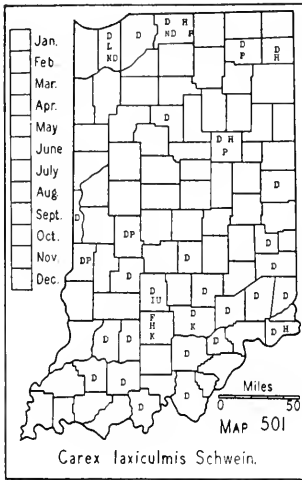 Jan.
Feb.
Mar.
Apr.
May
June
July
Aug.
Sept.
Oct.
Nov.
Dec.
D D D H
L ND P
ND
D D
P H
D
D H
P
D
D
DP D
DP D D
D
D D D D
IU K
F
H
K
D D D D H
D
D D D
Miles
0 50
MAP 501
Carex laxiculmis Schwein.